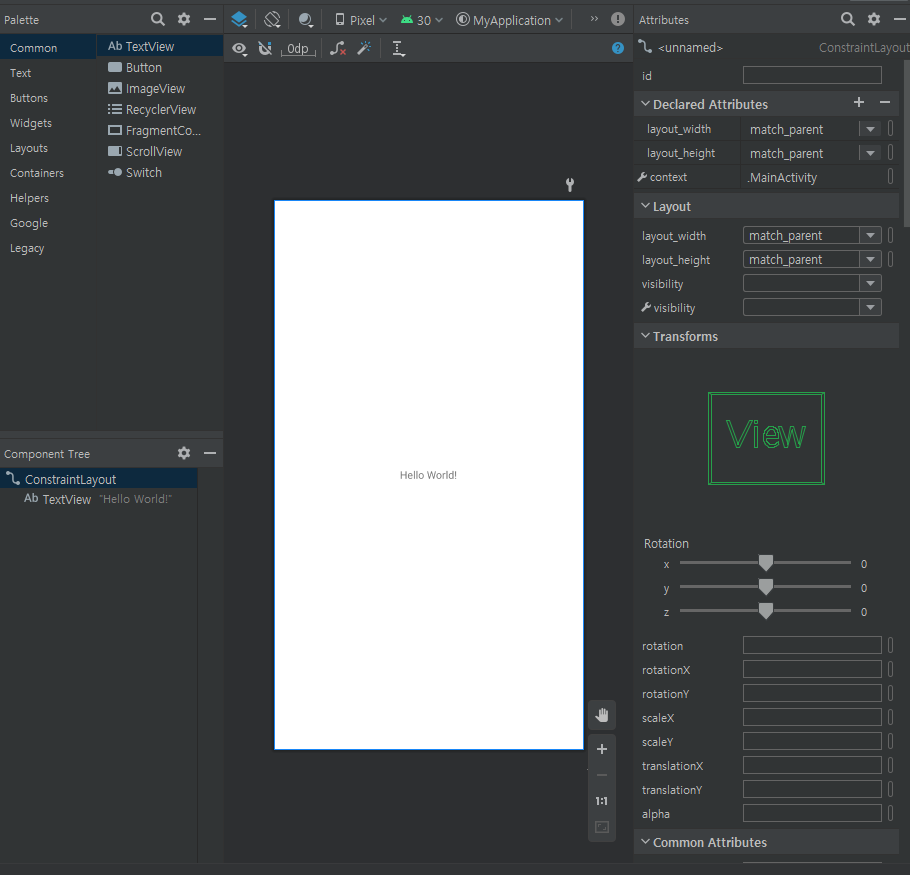 Palette
Common
Text
Buttons
Widgets
Layouts
Containers
Helpers
Google
Legacy
Ab TextView
Button
ImageView
RecyclerView
FragmentCo...
ScrollView
Switch
Component Tree
ConstraintLayout
Ab TextView "Hello World!"
Pixel 30 MyApplication »
0dp
Hello World!
1:1
Attributes
<unnamed> ConstraintLayout
id
Declared Attributes
layout_width match_parent
layout_height match_parent
context .MainActivity
Layout
layout_width match_parent
layout_height match_parent
visibility
visibility
Transforms
View
Rotation
x 0
y 0
z 0
rotation
rotationX
rotationY
scaleX
scaleY
translationX
translationY
alpha
Common Attributes